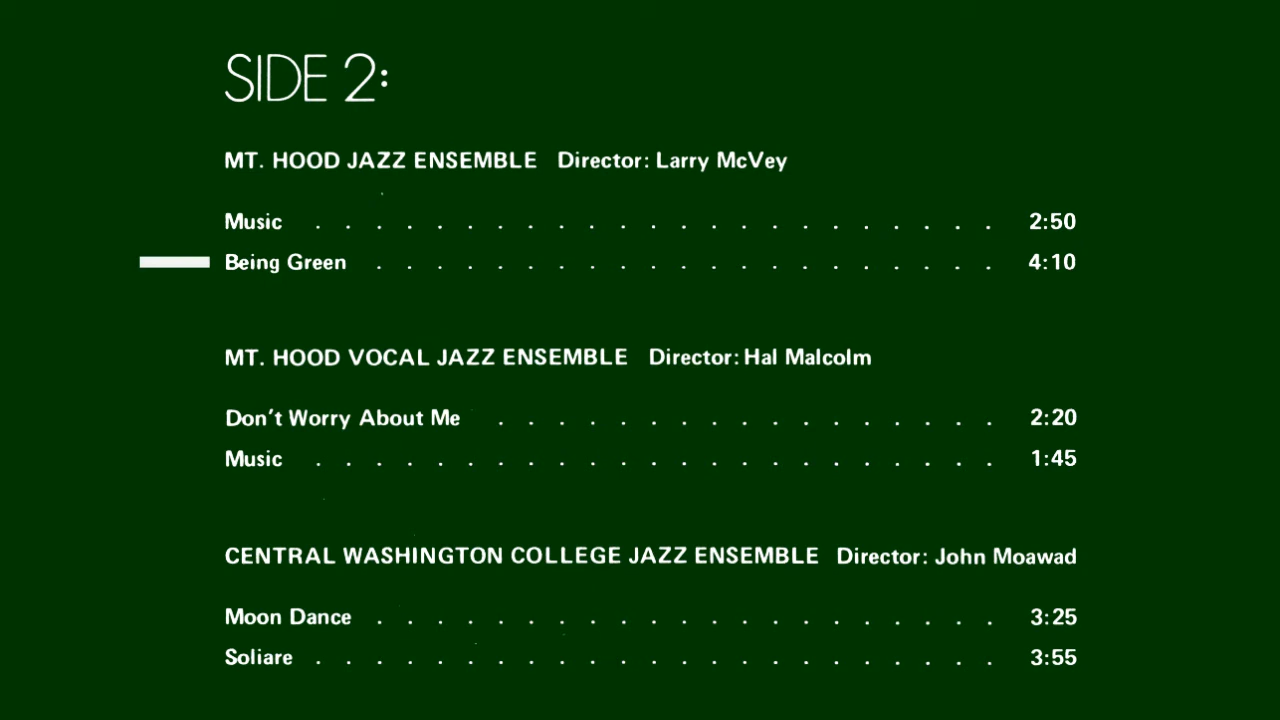 SIDE 2:
MT. HOOD JAZZ ENSEMBLE Director: Larry McVey
Music . . . . . . . . . . . . . . . . . . . . . . . 2:50
Being Green . . . . . . . . . . . . . . . . . . . . . 4:10
MT. HOOD VOCAL JAZZ ENSEMBLE Director: Hal Malcolm
Don't Worry About Me . . . . . . . . . . . . . . . . . 2:20
Music . . . . . . . . . . . . . . . . . . . . . . . 1:45
CENTRAL WASHINGTON COLLEGE JAZZ ENSEMBLE Director: John Moawad
Moon Dance . . . . . . . . . . . . . . . . . . . . . 3:25
Soliare . . . . . . . . . . . . . . . . . . . . . . . 3:55